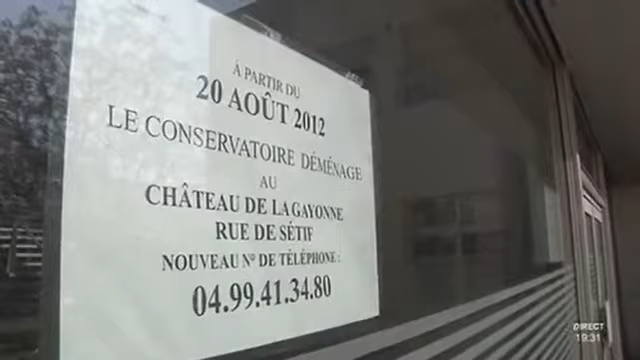 À PARTIR DU
20 AOÛT 2012
LE CONSERVATOIRE DÉMÉNAGE
AU
CHÂTEAU DE LA GAYONNE
RUE DE SÉTIF
NOUVEAU N° DE TÉLÉPHONE :
04.99.41.34.80
DIRECT
19:31